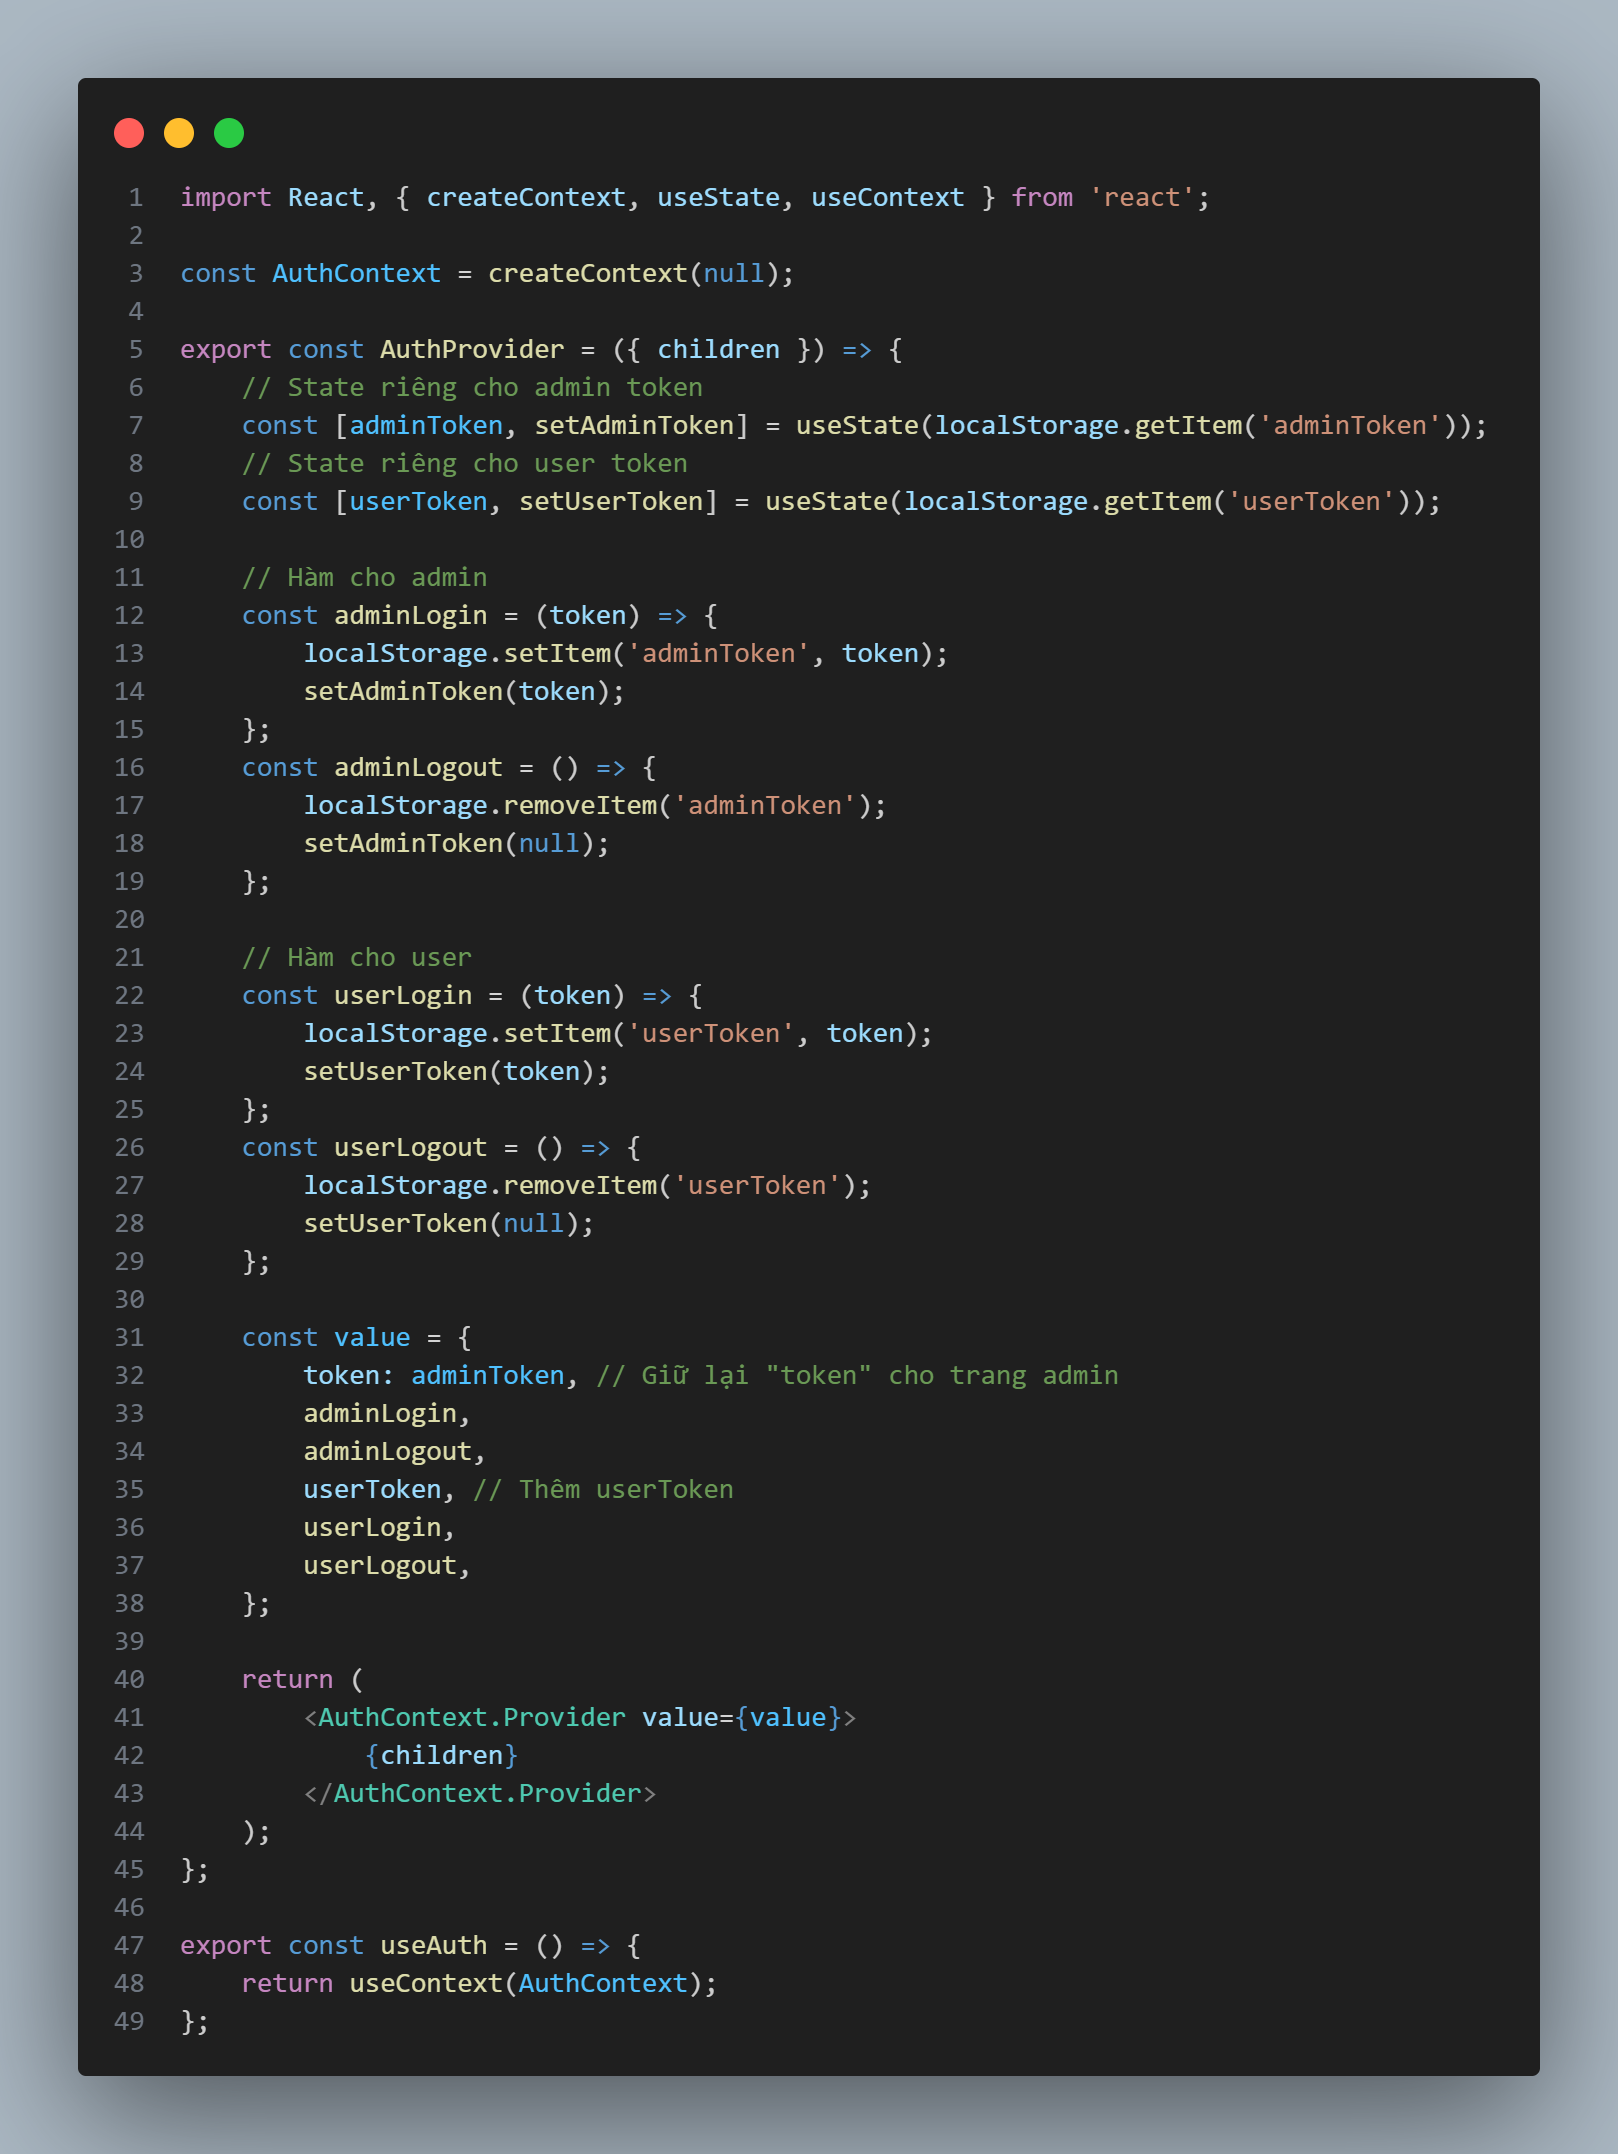 1 import React, { createContext, useState, useContext } from 'react';
2
3 const AuthContext = createContext(null);
4
5 export const AuthProvider = ({ children }) => {
6     // State riêng cho admin token
7     const [adminToken, setAdminToken] = useState(localStorage.getItem('adminToken'));
8     // State riêng cho user token
9     const [userToken, setUserToken] = useState(localStorage.getItem('userToken'));
10
11     // Hàm cho admin
12     const adminLogin = (token) => {
13         localStorage.setItem('adminToken', token);
14         setAdminToken(token);
15     };
16     const adminLogout = () => {
17         localStorage.removeItem('adminToken');
18         setAdminToken(null);
19     };
20
21     // Hàm cho user
22     const userLogin = (token) => {
23         localStorage.setItem('userToken', token);
24         setUserToken(token);
25     };
26     const userLogout = () => {
27         localStorage.removeItem('userToken');
28         setUserToken(null);
29     };
30
31     const value = {
32         token: adminToken, // Giữ lại "token" cho trang admin
33         adminLogin,
34         adminLogout,
35         userToken, // Thêm userToken
36         userLogin,
37         userLogout,
38     };
39
40     return (
41         <AuthContext.Provider value={value}>
42             {children}
43         </AuthContext.Provider>
44     );
45 };
46
47 export const useAuth = () => {
48     return useContext(AuthContext);
49 };